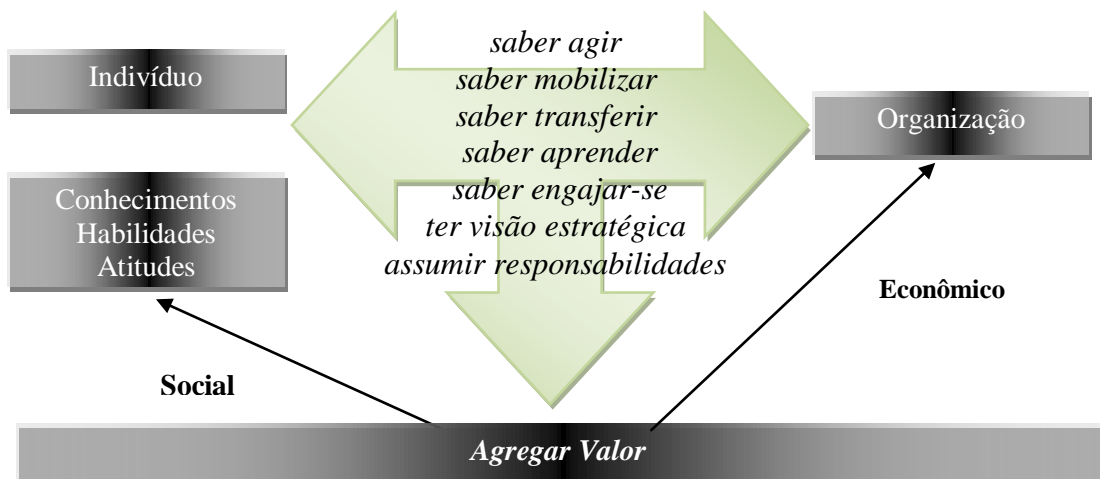 Indivíduo
Conhecimentos
Habilidades
Atitudes
saber agir
saber mobilizar
saber transferir
saber aprender
saber engajar-se
ter visão estratégica
assumir responsabilidades
Organização
Econômico
Social
Agregar Valor